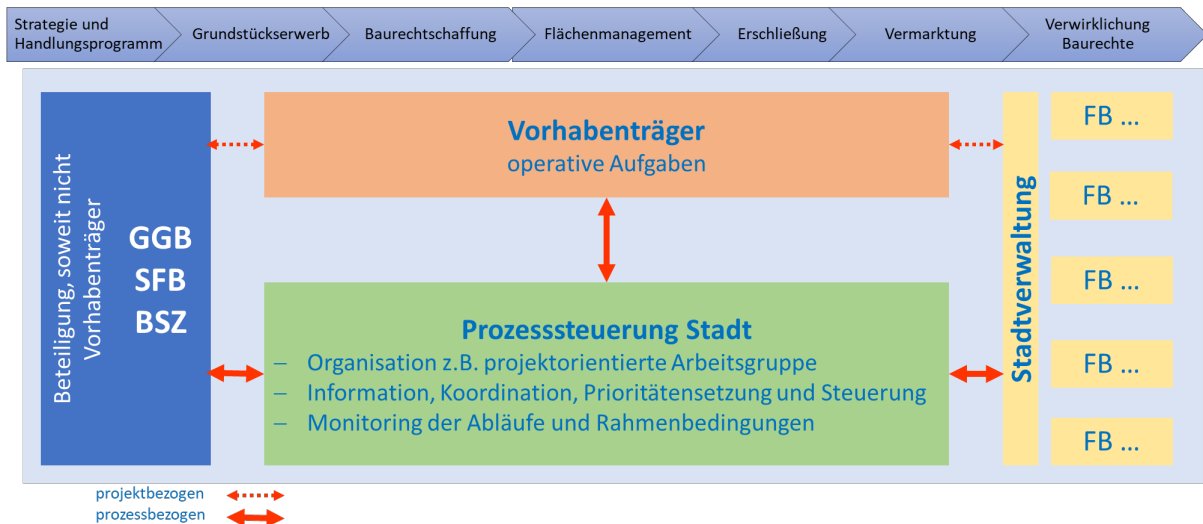 Strategie und
Handlungsprogramm
Grundstückserwerb
Baurechtschaffung
Flächenmanagement
Erschließung
Vermarktung
Verwirklichung
Baurechte
Beteiligung, soweit nicht
Vorhabenträger
GGB
SFB
BSZ
Vorhabenträger
operative Aufgaben
Prozesssteuerung Stadt
– Organisation z.B. projektorientierte Arbeitsgruppe
– Information, Koordination, Prioritätensetzung und Steuerung
– Monitoring der Abläufe und Rahmenbedingungen
Stadtverwaltung
FB ...
FB ...
FB ...
FB ...
FB ...
projektbezogen
prozessbezogen